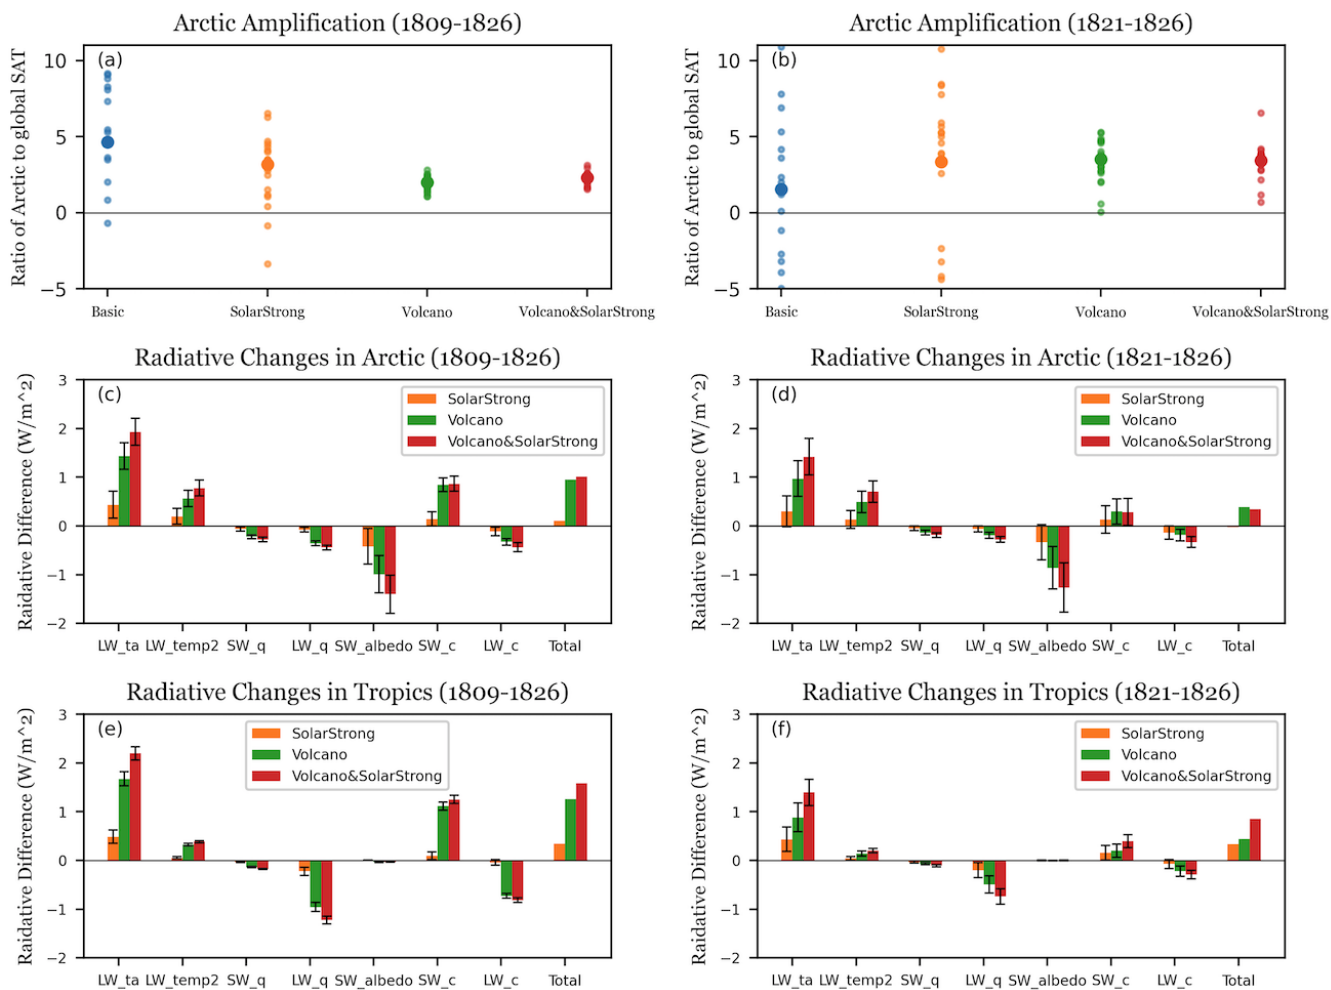 Arctic Amplification (1809-1826)
(a)
Ratio of Arctic to global SAT
10
5
0
−5
Basic SolarStrong Volcano Volcano&SolarStrong
Arctic Amplification (1821-1826)
(b)
Ratio of Arctic to global SAT
10
5
0
−5
Basic SolarStrong Volcano Volcano&SolarStrong
Radiative Changes in Arctic (1809-1826)
(c)
Raidative Difference (W/m^2)
3
2
1
0
−1
−2
SolarStrong
Volcano
Volcano&SolarStrong
LW_ta LW_temp2 SW_q LW_q SW_albedo SW_c LW_c Total
Radiative Changes in Arctic (1821-1826)
(d)
Raidative Difference (W/m^2)
3
2
1
0
−1
−2
SolarStrong
Volcano
Volcano&SolarStrong
LW_ta LW_temp2 SW_q LW_q SW_albedo SW_c LW_c Total
Radiative Changes in Tropics (1809-1826)
(e)
Raidative Difference (W/m^2)
3
2
1
0
−1
−2
SolarStrong
Volcano
Volcano&SolarStrong
LW_ta LW_temp2 SW_q LW_q SW_albedo SW_c LW_c Total
Radiative Changes in Tropics (1821-1826)
(f)
Raidative Difference (W/m^2)
3
2
1
0
−1
−2
SolarStrong
Volcano
Volcano&SolarStrong
LW_ta LW_temp2 SW_q LW_q SW_albedo SW_c LW_c Total